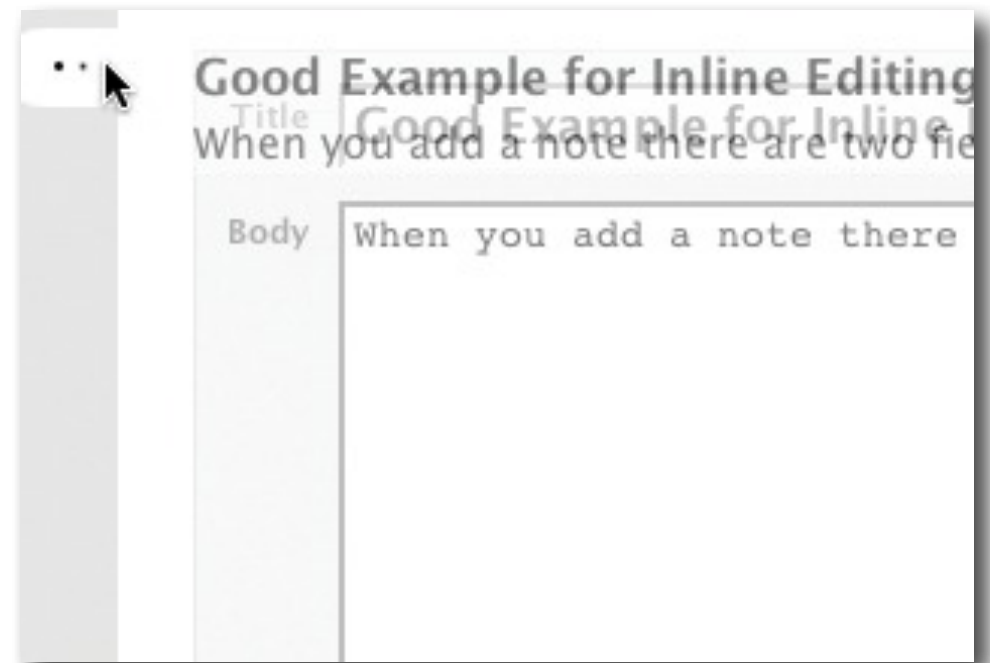 Good Example for Inline Editing
Title
Good Example for Inline
When you add a note there are two fie
Body
When you add a note there